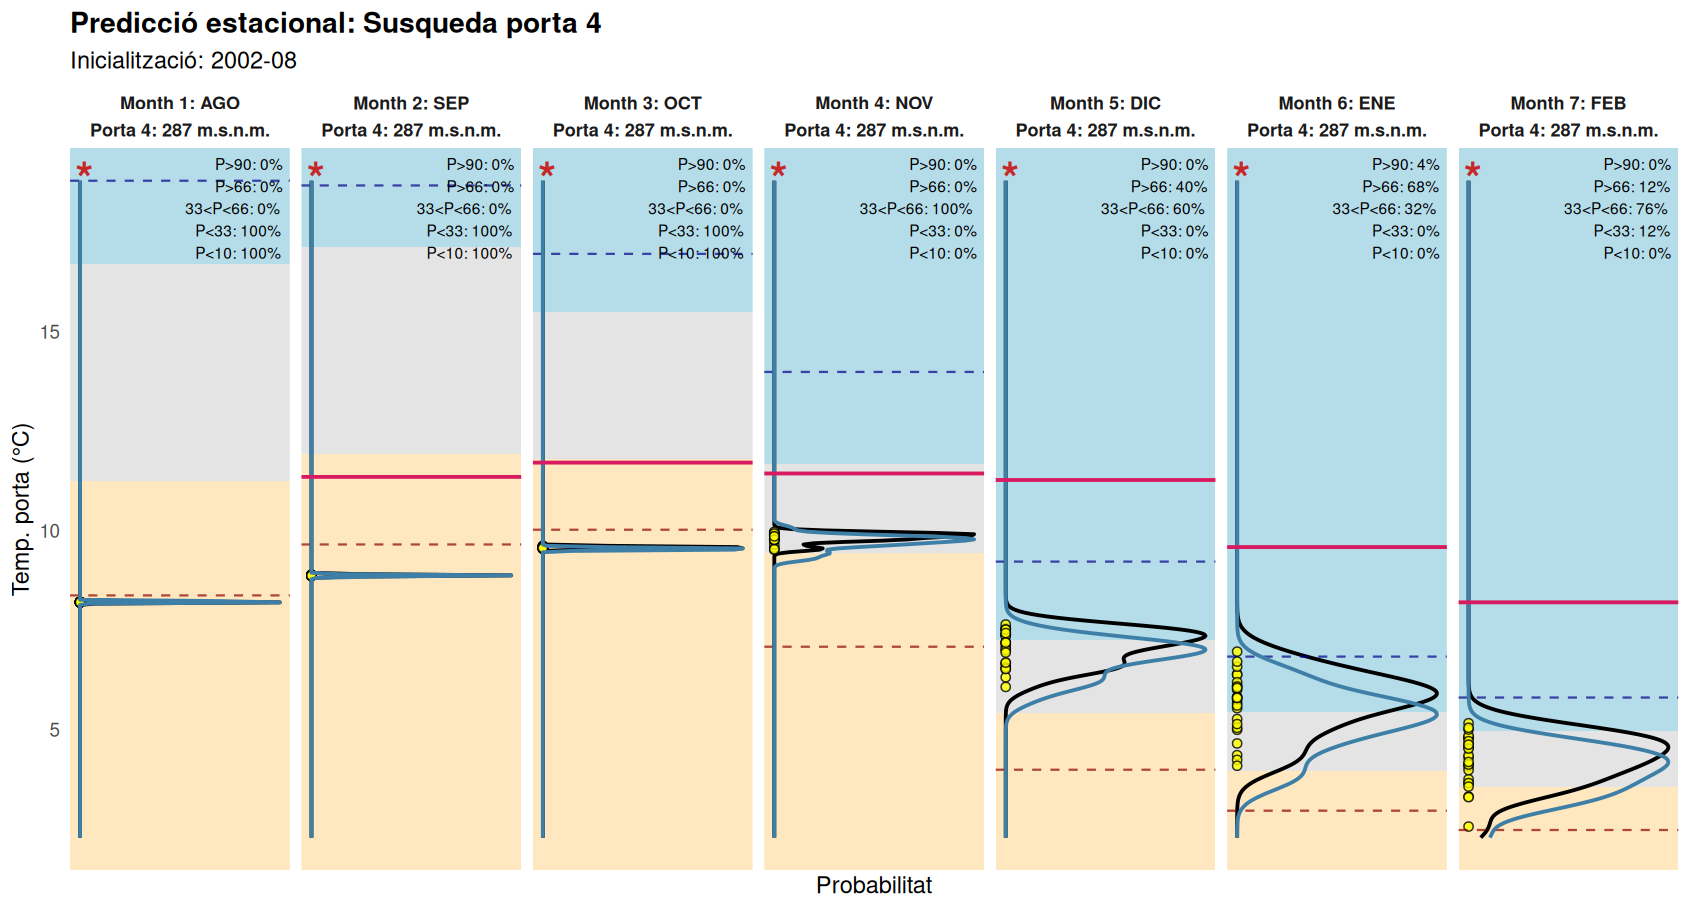 Predicció estacional: Susqueda porta 4
Inicialització: 2002-08
Month 1: AGO
Porta 4: 287 m.s.n.m.
Month 2: SEP
Porta 4: 287 m.s.n.m.
Month 3: OCT
Porta 4: 287 m.s.n.m.
Month 4: NOV
Porta 4: 287 m.s.n.m.
Month 5: DIC
Porta 4: 287 m.s.n.m.
Month 6: ENE
Porta 4: 287 m.s.n.m.
Month 7: FEB
Porta 4: 287 m.s.n.m.
*
P>90: 0%
P>66: 0%
33<P<66: 0%
P<33: 100%
P<10: 100%
*
P>90: 0%
P>66: 0%
33<P<66: 0%
P<33: 100%
P<10: 100%
*
P>90: 0%
P>66: 0%
33<P<66: 0%
P<33: 100%
P<10: 100%
*
P>90: 0%
P>66: 0%
33<P<66: 100%
P<33: 0%
P<10: 0%
*
P>90: 0%
P>66: 40%
33<P<66: 60%
P<33: 0%
P<10: 0%
*
P>90: 4%
P>66: 68%
33<P<66: 32%
P<33: 0%
P<10: 0%
*
P>90: 0%
P>66: 12%
33<P<66: 76%
P<33: 12%
P<10: 0%
15
10
5
Temp. porta (°C)
Probabilitat